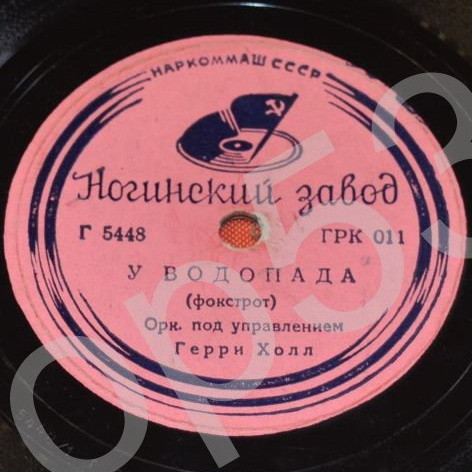 НАРКОММАШ СССР
Ногинский завод
Г 5448 ГРК 011
У ВОДОПАДА
(фокстрот)
Орк. под управлением
Герри Холл